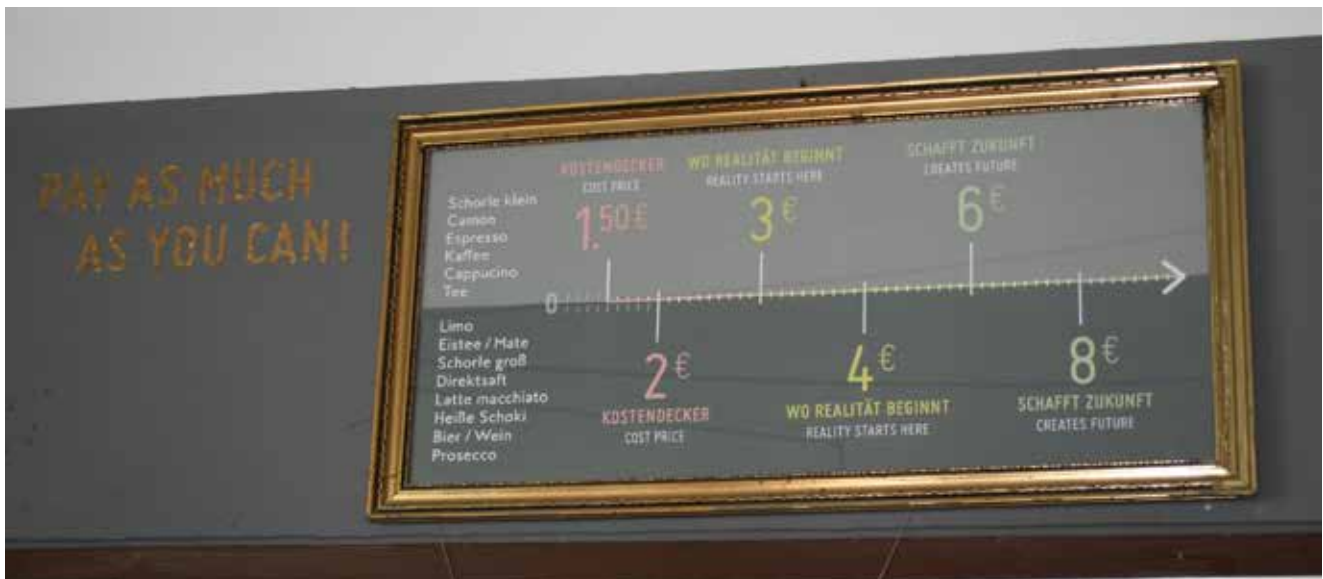 PAY AS MUCH
AS YOU CAN!
KOSTENDECKER
COST PRICE
1.50€
WO REALITÄT BEGINNT
REALITY STARTS HERE
3€
SCHAFFT ZUKUNFT
CREATES FUTURE
6€
Schorle klein
Camon
Espresso
Kaffee
Cappucino
Tee
0
Limo
Eistee / Mate
Schorle groß
Direktsaft
Latte macchiato
Heiße Schoki
Bier / Wein
Prosecco
2€
KOSTENDECKER
COST PRICE
4€
WO REALITÄT BEGINNT
REALITY STARTS HERE
8€
SCHAFFT ZUKUNFT
CREATES FUTURE